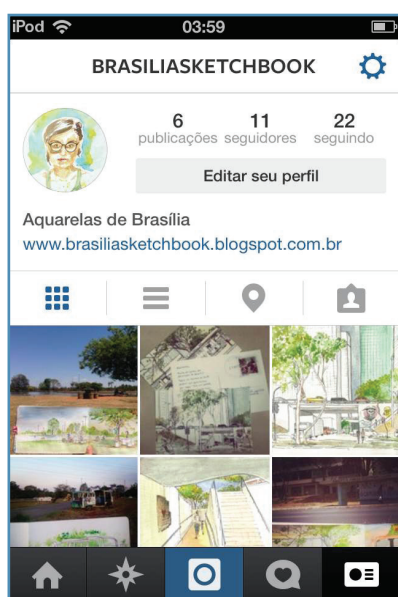 iPod 03:59
BRASILIASKETCHBOOK
6 11 22
publicações seguidores seguindo
Editar seu perfil
Aquarelas de Brasília
www.brasiliasketchbook.blogspot.com.br